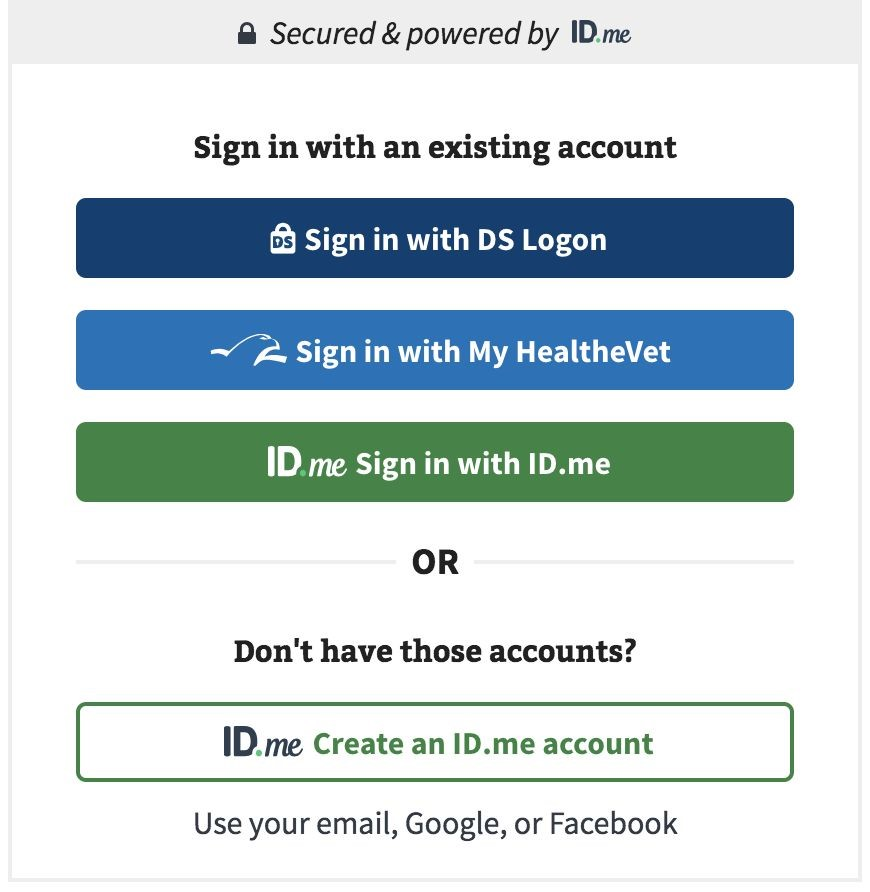 Secured & powered by ID.me
Sign in with an existing account
DS Sign in with DS Logon
Sign in with My HealtheVet
ID.me Sign in with ID.me
OR
Don't have those accounts?
ID.me Create an ID.me account
Use your email, Google, or Facebook